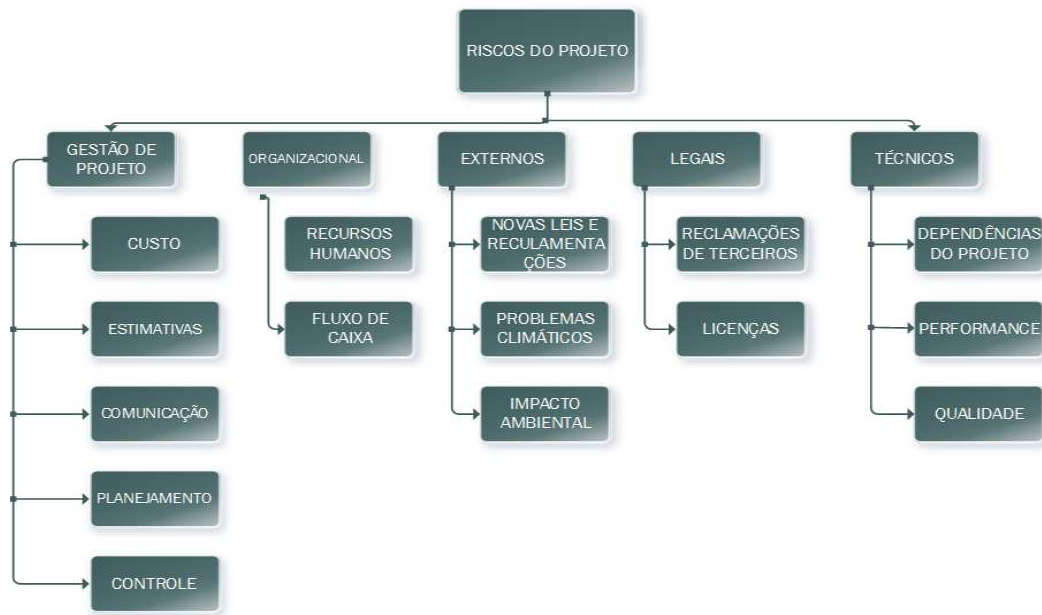 RISCOS DO PROJETO
GESTÃO DE
PROJETO
ORGANIZACIONAL
EXTERNOS
LEGAIS
TÉCNICOS
CUSTO
RECURSOS
HUMANOS
NOVAS LEIS E
RECULAMENTA
ÇÕES
RECLAMAÇÕES
DE TERCEIROS
DEPENDÊNCIAS
DO PROJETO
ESTIMATIVAS
FLUXO DE
CAIXA
PROBLEMAS
CLIMÁTICOS
LICENÇAS
PERFORMANCE
COMUNICAÇÃO
IMPACTO
AMBIENTAL
QUALIDADE
PLANEJAMENTO
CONTROLE